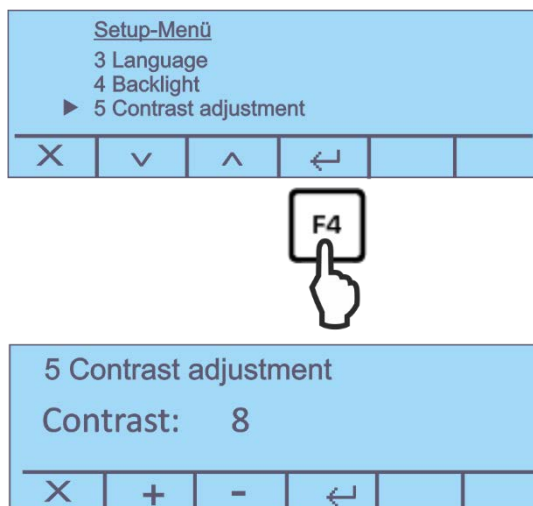 Setup-Menü
3 Language
4 Backlight
▶ 5 Contrast adjustment
X ∨ ∧ ↵
F4
5 Contrast adjustment
Contrast: 8
X + - ↵